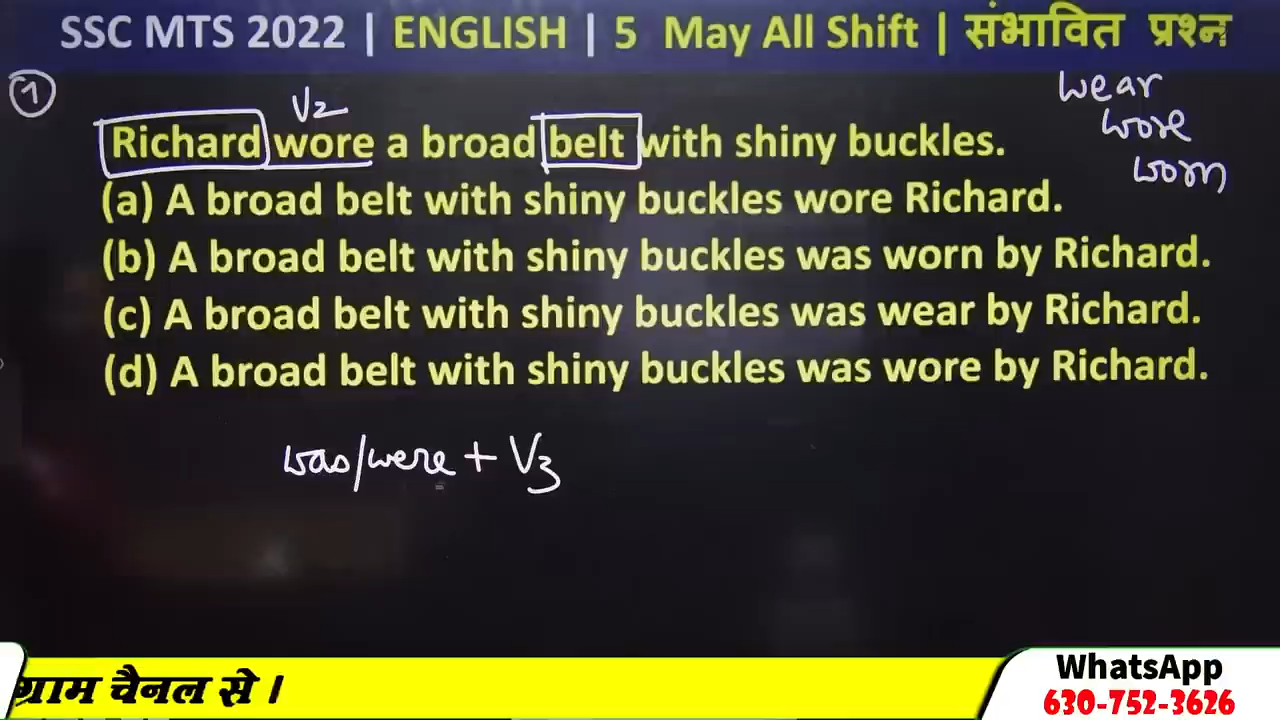 SSC MTS 2022 | ENGLISH | 5 May All Shift | संभावित प्रश्न
1
V2
wear
wore
worn
Richard wore a broad belt with shiny buckles.
(a) A broad belt with shiny buckles wore Richard.
(b) A broad belt with shiny buckles was worn by Richard.
(c) A broad belt with shiny buckles was wear by Richard.
(d) A broad belt with shiny buckles was wore by Richard.
was/were + V3
ग्राम चैनल से ।
WhatsApp
630-752-3626